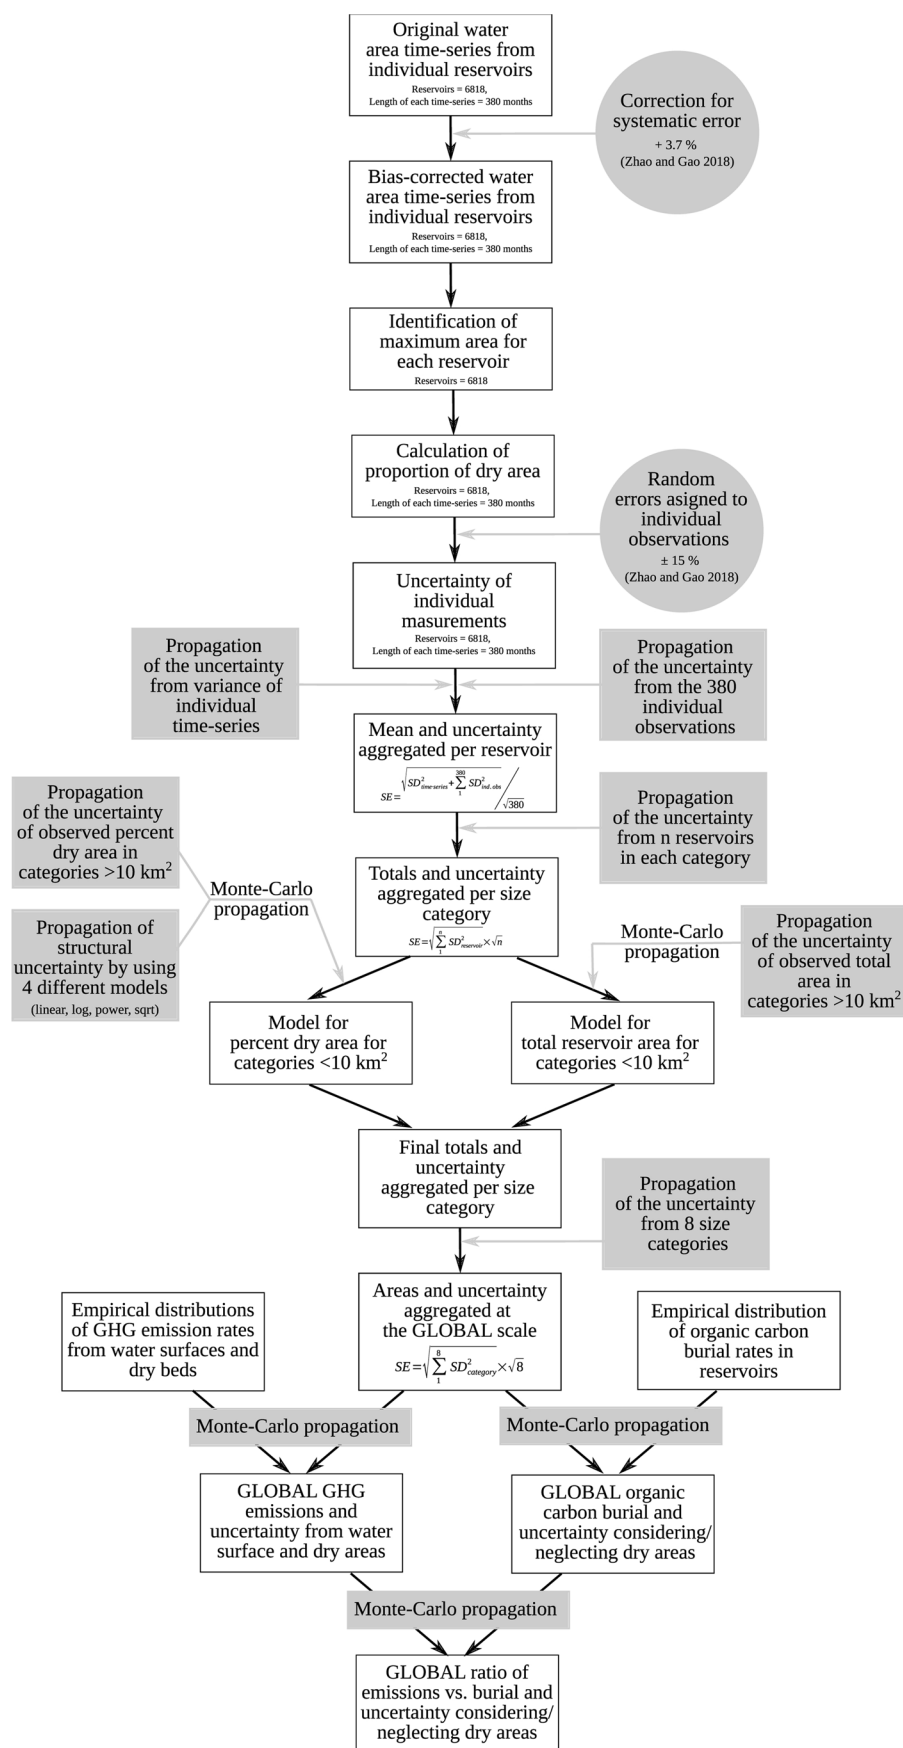 Original water
area time-series from
individual reservoirs
Reservoirs = 6818,
Length of each time-series = 380 months
Correction for
systematic error
+ 3.7 %
(Zhao and Gao 2018)
Bias-corrected water
area time-series from
individual reservoirs
Reservoirs = 6818,
Length of each time-series = 380 months
Identification of
maximum area for
each reservoir
Reservoirs = 6818
Calculation of
proportion of dry area
Reservoirs = 6818,
Length of each time-series = 380 months
Random
errors asigned to
individual
observations
± 15 %
(Zhao and Gao 2018)
Uncertainty of
individual
masurements
Reservoirs = 6818,
Length of each time-series = 380 months
Propagation
of the uncertainty
from variance of
individual
time-series
Propagation
of the uncertainty
from the 380
individual
observations
Mean and uncertainty
aggregated per reservoir
SE=√(SD²time-series+∑₁³⁸⁰SD²ind.obs)/√380
Propagation
of the uncertainty
of observed percent
dry area in
categories >10 km²
Propagation
of the uncertainty
from n reservoirs
in each category
Monte-Carlo
propagation
Totals and uncertainty
aggregated per size
category
SE=√(∑₁ⁿSD²reservoir)×√n
Propagation of
structural
uncertainty by using
4 different models
(linear, log, power, sqrt)
Monte-Carlo
propagation
Propagation
of the uncertainty
of observed total
area in
categories >10 km²
Model for
percent dry area for
categories <10 km²
Model for
total reservoir area for
categories <10 km²
Final totals and
uncertainty
aggregated per size
category
Propagation
of the uncertainty
from 8 size
categories
Empirical distributions
of GHG emission rates
from water surfaces and
dry beds
Areas and uncertainty
aggregated at
the GLOBAL scale
SE=√(∑₁⁸SD²category)×√8
Empirical distribution
of organic carbon
burial rates in
reservoirs
Monte-Carlo propagation
Monte-Carlo propagation
GLOBAL GHG
emissions and
uncertainty from water
surface and dry areas
GLOBAL organic
carbon burial and
uncertainty considering/
neglecting dry areas
Monte-Carlo propagation
GLOBAL ratio of
emissions vs. burial and
uncertainty considering/
neglecting dry areas